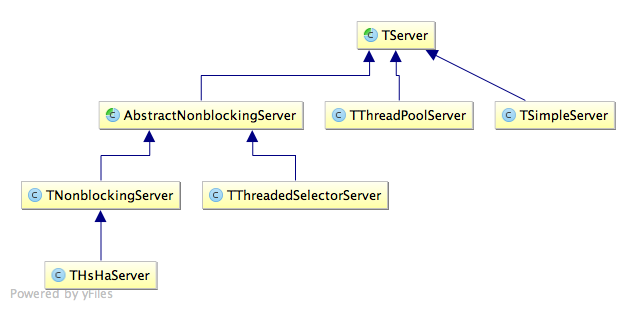 C TServer
C AbstractNonblockingServer
C TThreadPoolServer
C TSimpleServer
C TNonblockingServer
C TThreadedSelectorServer
C THsHaServer
Powered by yFiles